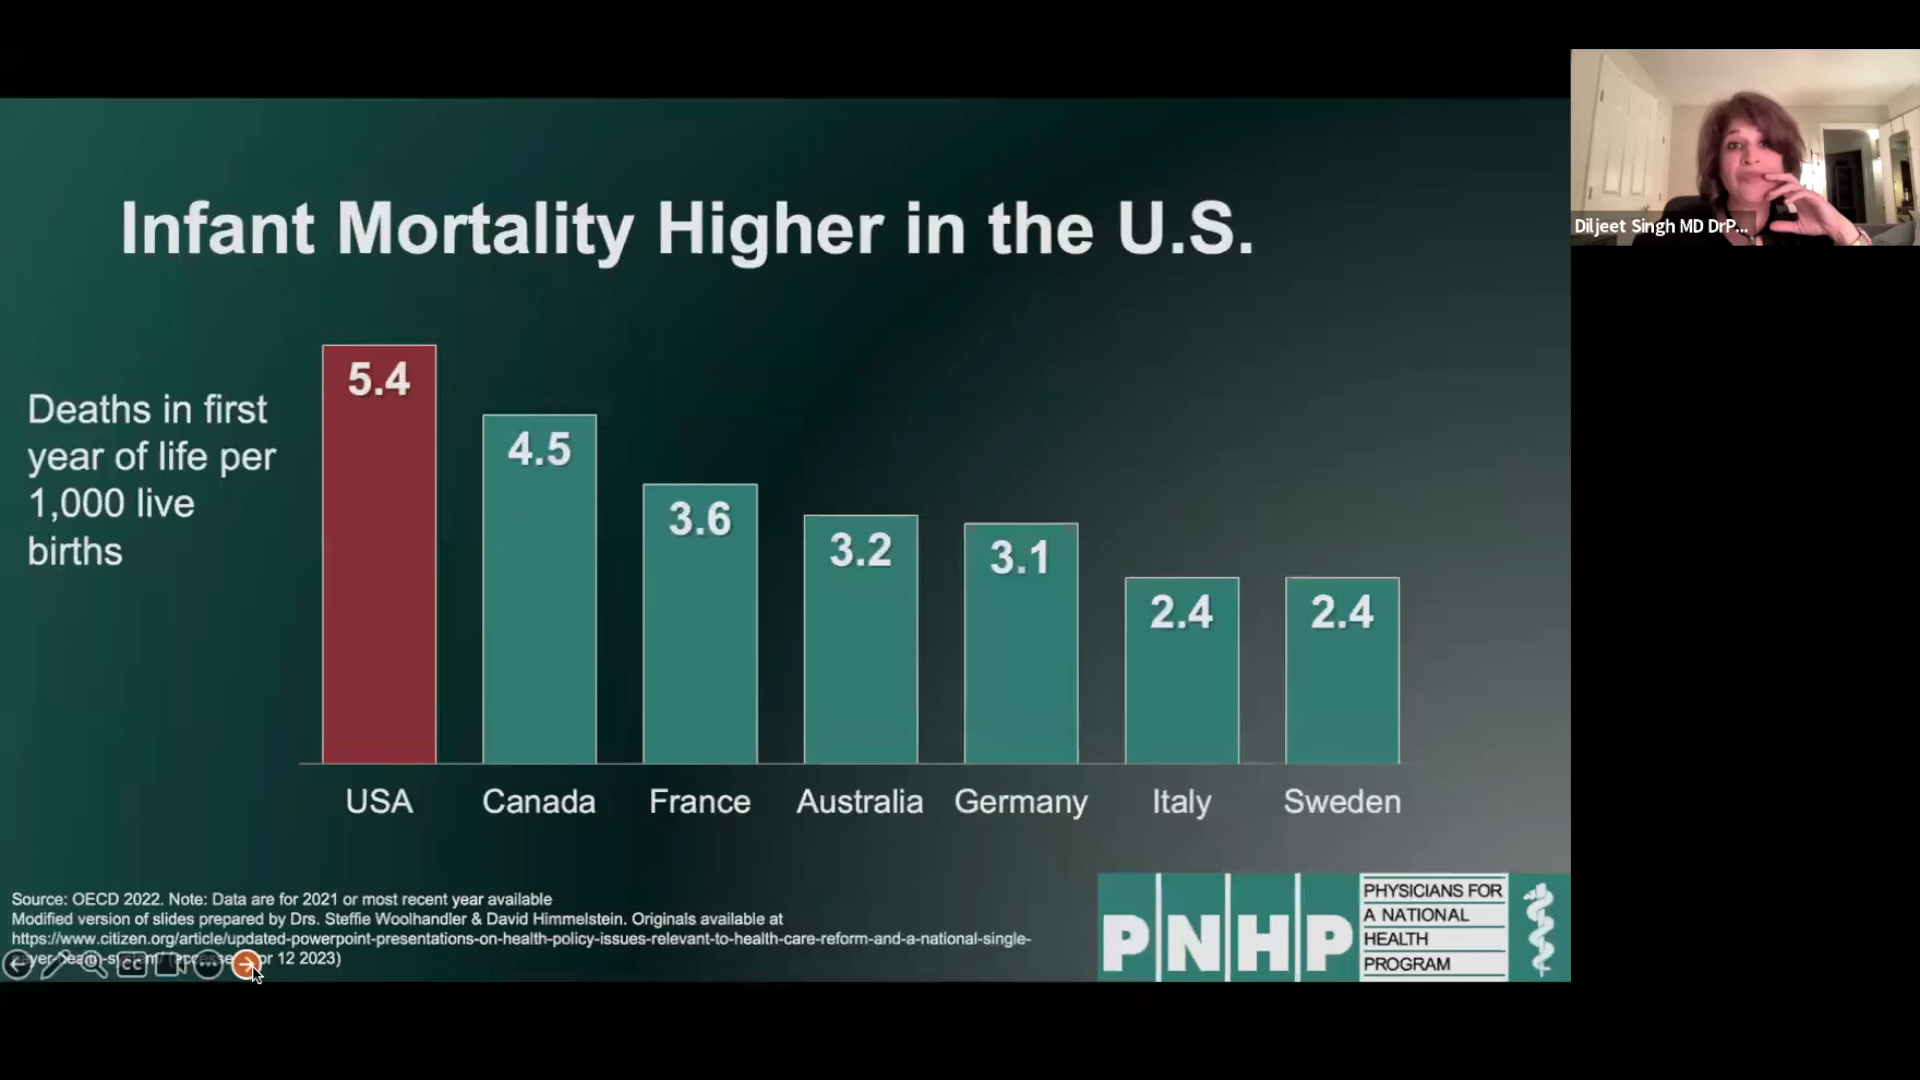 Infant Mortality Higher in the U.S.
Diljeet Singh MD DrP...
Deaths in first
year of life per
1,000 live
births
5.4
4.5
3.6
3.2
3.1
2.4
2.4
USA
Canada
France
Australia
Germany
Italy
Sweden
Source: OECD 2022. Note: Data are for 2021 or most recent year available
Modified version of slides prepared by Drs. Steffie Woolhandler & David Himmelstein. Originals available at
https://www.citizen.org/article/updated-powerpoint-presentations-on-health-policy-issues-relevant-to-health-care-reform-and-a-national-single-
12 2023)
CC
PNHP
PHYSICIANS FOR
A NATIONAL
HEALTH
PROGRAM